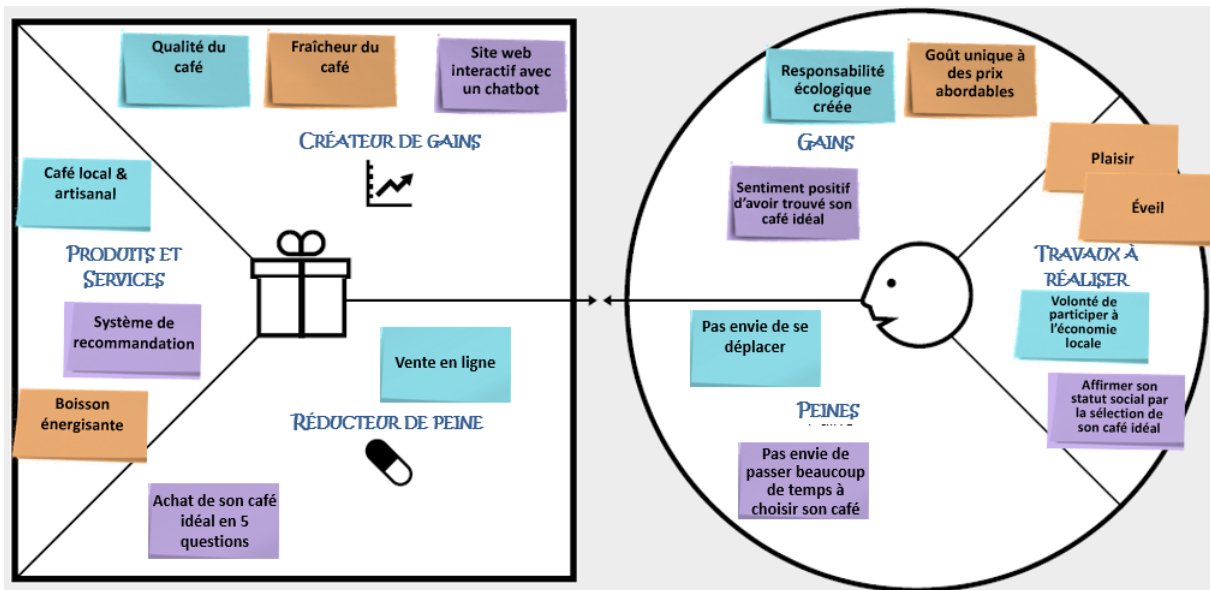 Qualité du
café
Fraîcheur du
café
Site web
interactif avec
un chatbot
CRÉATEUR DE GAINS
Café local &
artisanal
PRODUITS ET
SERVICES
Système de
recommandation
Boisson
énergisante
Vente en ligne
RÉDUCTEUR DE PEINE
Achat de son café
idéal en 5
questions
Responsabilité
écologique
créée
Goût unique à
des prix
abordables
GAINS
Sentiment positif
d'avoir trouvé son
café idéal
Plaisir
Éveil
TRAVAUX À
RÉALISER
Volonté de
participer à
l'économie
locale
Affirmer son
statut social par
la sélection de
son café idéal
Pas envie de se
déplacer
PEINES
Pas envie de
passer beaucoup
de temps à
choisir son café